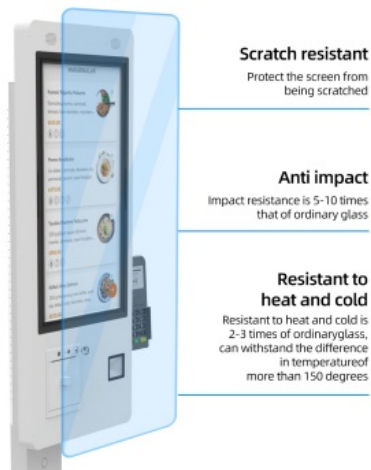 Scratch resistant
Protect the screen from
being scratched
Anti impact
Impact resistance is 5-10 times
that of ordinary glass
Resistant to
heat and cold
Resistant to heat and cold is
2-3 times of ordinaryglass,
can withstand the difference
in temperatureof
more than 150 degrees